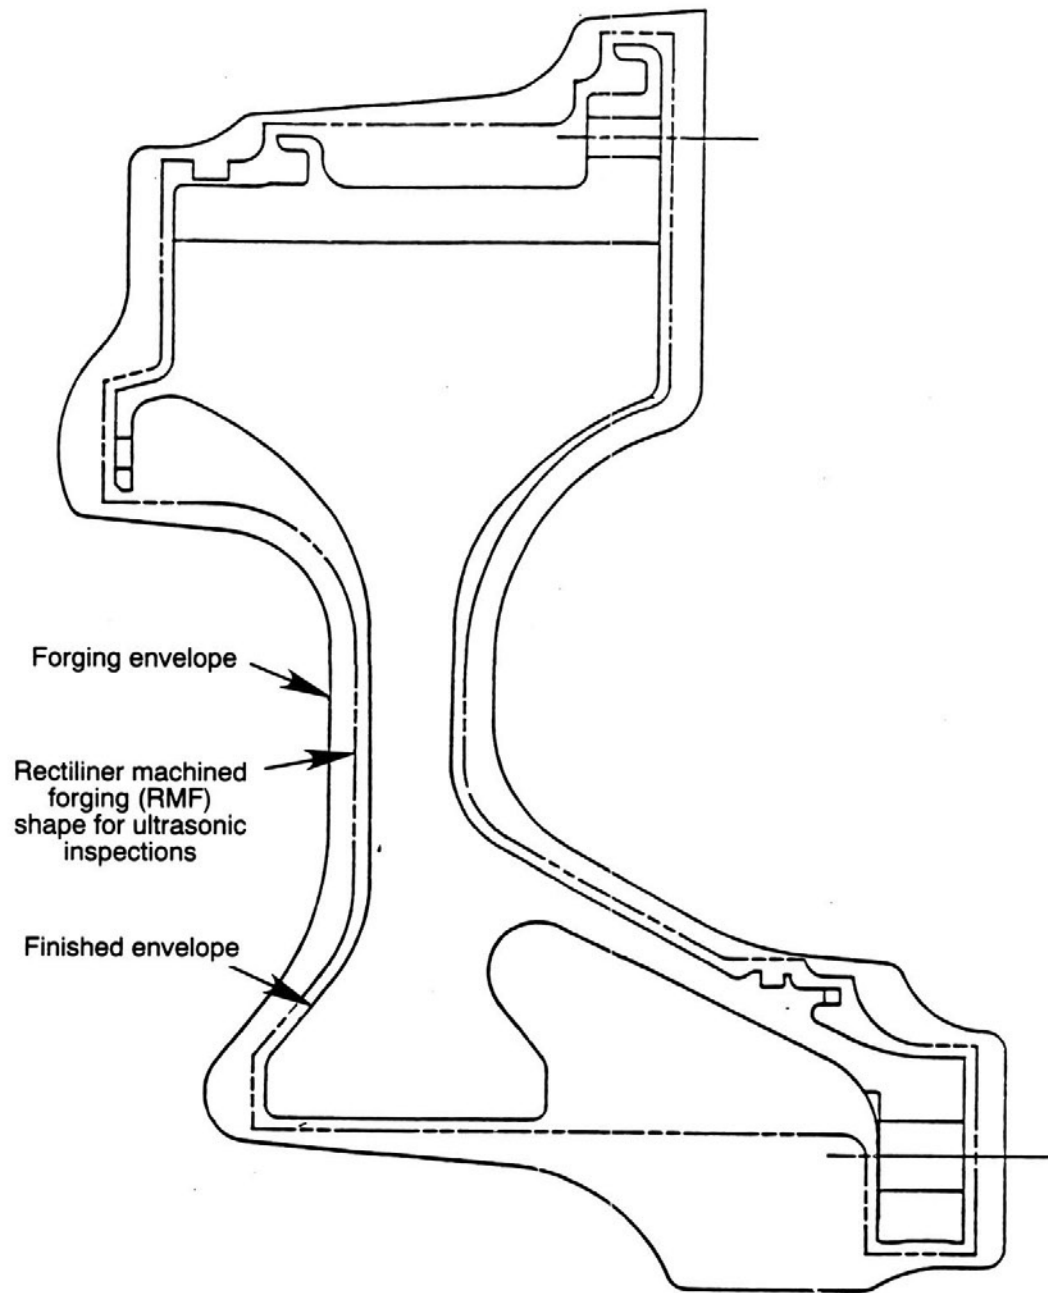 Forging envelope
Rectiliner machined
forging (RMF)
shape for ultrasonic
inspections
Finished envelope